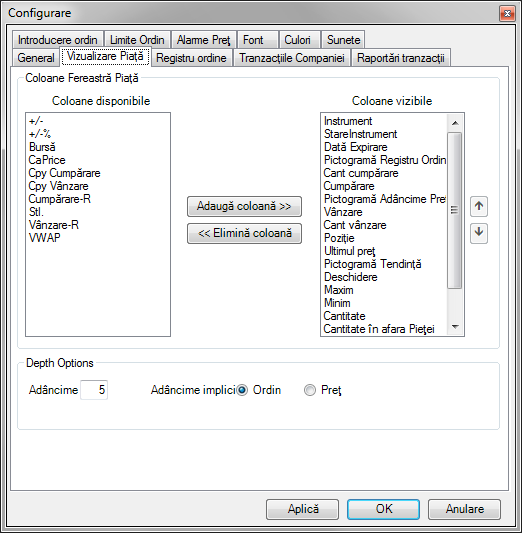 Configurare
Introducere ordin Limite Ordin Alarme Preţ Font Culori Sunete
General Vizualizare Piaţă Registru ordine Tranzacţiile Companiei Raportări tranzacţii
Coloane Fereastră Piaţă
Coloane disponibile
+/-
+/-%
Bursă
CaPrice
Cpy Cumpărare
Cpy Vânzare
Cumpărare-R
Stl.
Vânzare-R
VWAP
Adaugă coloană >>
<< Elimină coloană
Coloane vizibile
Instrument
StareInstrument
Dată Expirare
Pictogramă Registru Ordin
Cant cumpărare
Cumpărare
Pictogramă Adâncime Pre
Vânzare
Cant vânzare
Poziţie
Ultimul preţ
Pictogramă Tendinţă
Deschidere
Maxim
Minim
Cantitate
Cantitate în afara Pieţei
Depth Options
Adâncime 5 Adâncime implici Ordin Preţ
Aplică OK Anulare